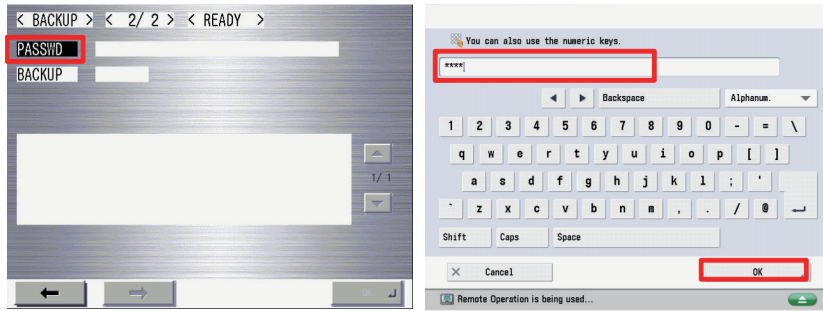 < BACKUP > < 2/ 2 > < READY >
PASSWD
BACKUP
1/ 1
You can also use the numeric keys.
****
Backspace Alphanum.
1 2 3 4 5 6 7 8 9 0 - = \
q w e r t y u i o p [ ]
a s d f g h j k l ; '
` z x c v b n m , . / @
Shift Caps Space
Cancel OK
Remote Operation is being used...